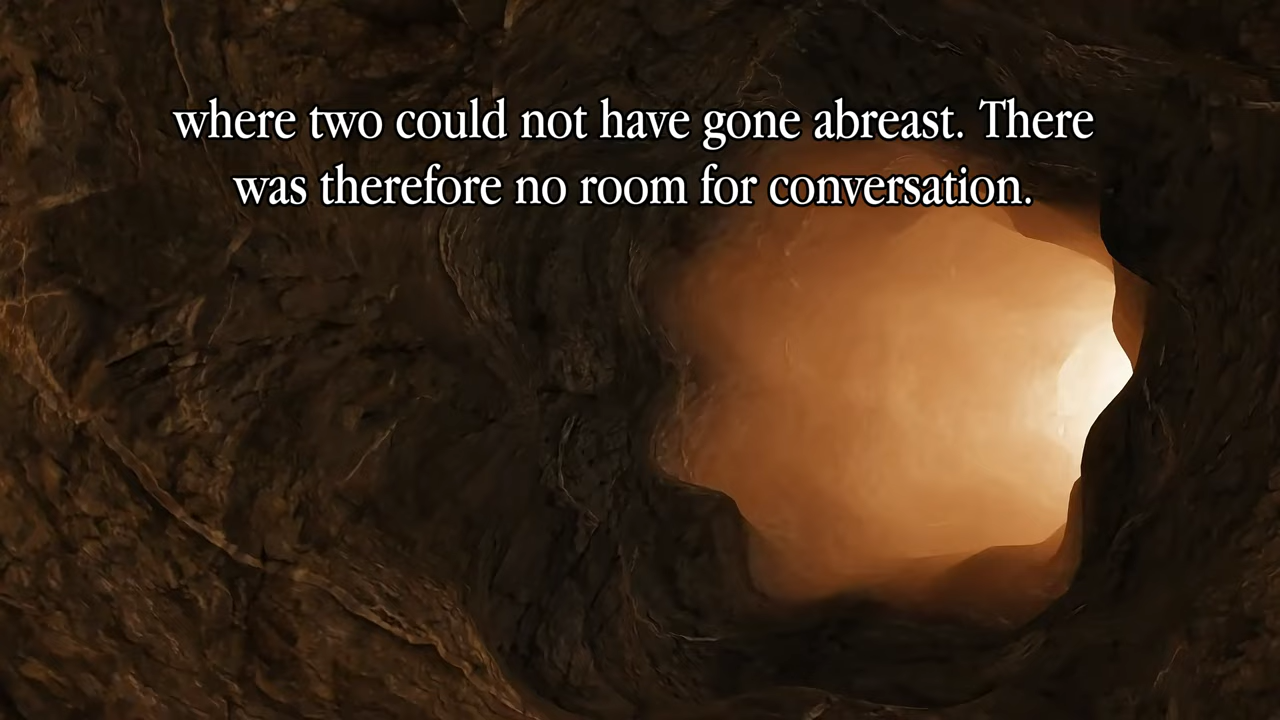 where two could not have gone abreast. There
was therefore no room for conversation.